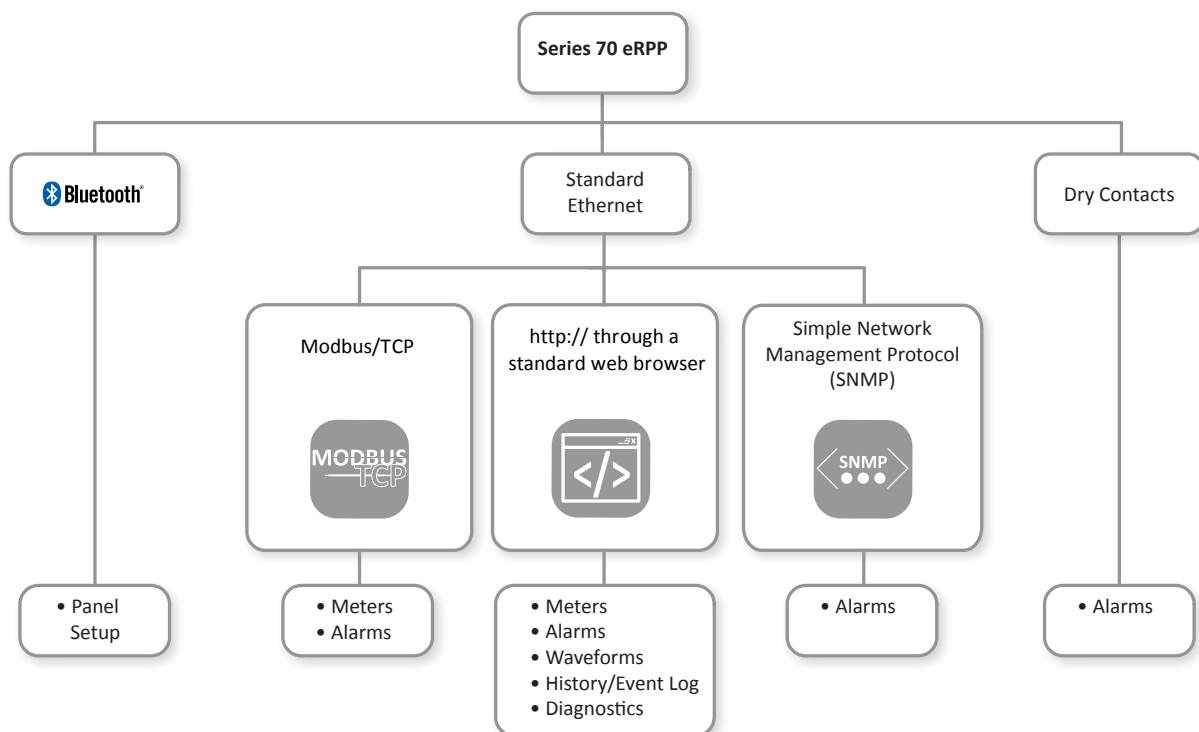 Series 70 eRPP
Bluetooth®
Standard
Ethernet
Dry Contacts
Modbus/TCP
http:// through a
standard web browser
Simple Network
Management Protocol
(SNMP)
MODBUS
TCP
_ ▫ X
</>
<SNMP>
• Panel
Setup
• Meters
• Alarms
• Meters
• Alarms
• Waveforms
• History/Event Log
• Diagnostics
• Alarms
• Alarms